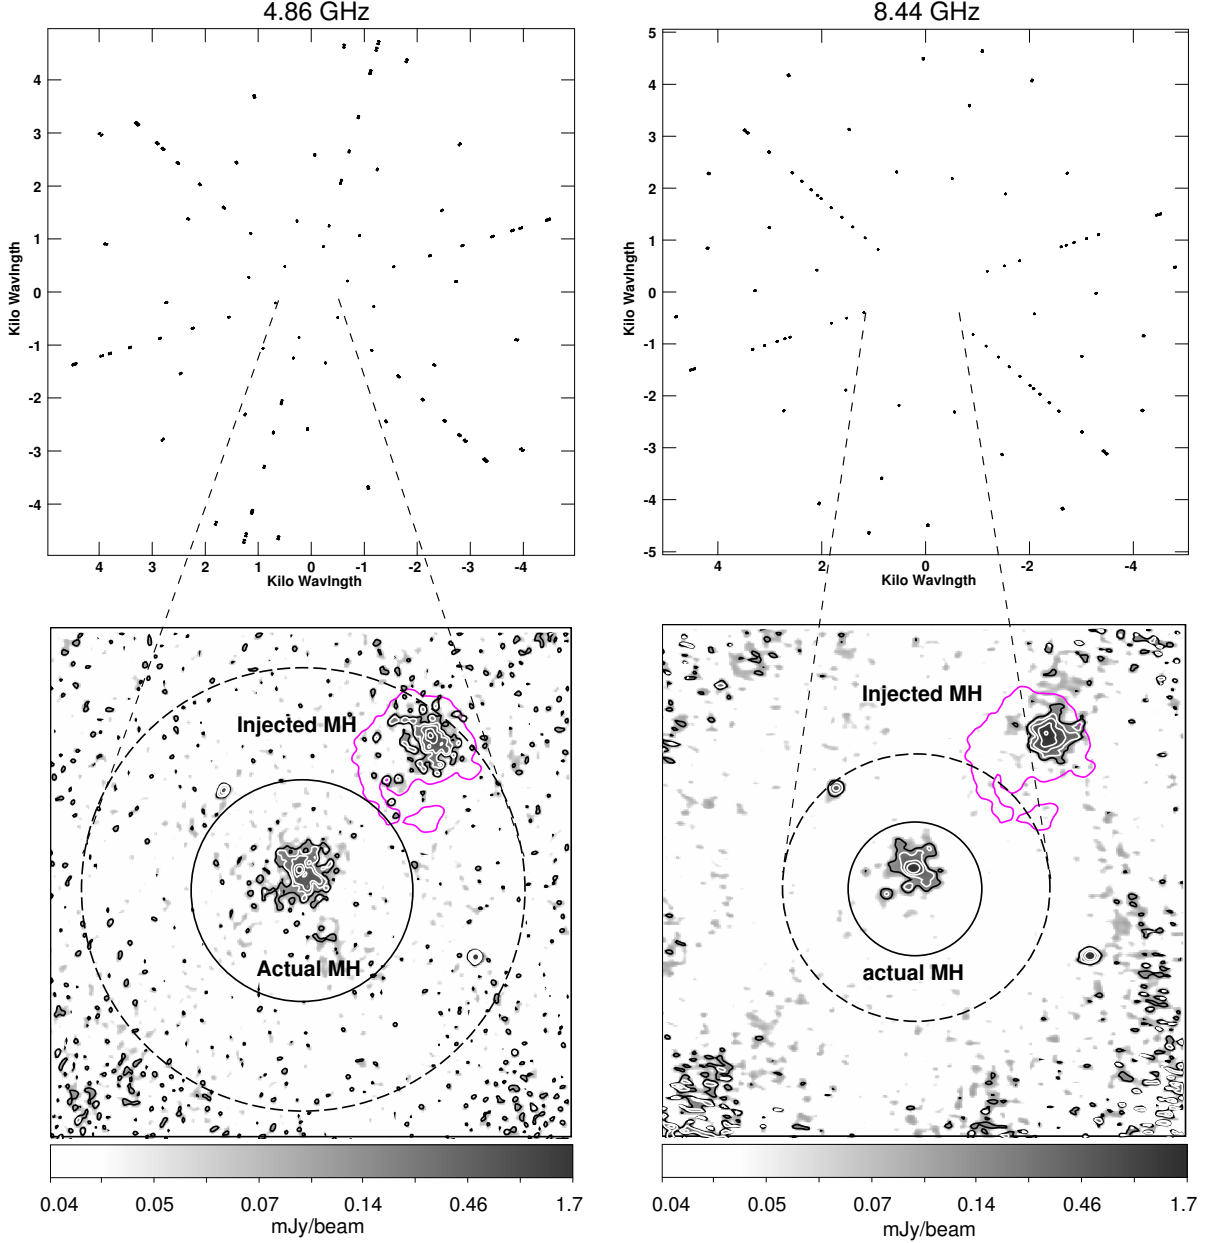 4.86 GHz
8.44 GHz
4
3
2
1
0
-1
-2
-3
-4
Kilo Wavlngth
4 3 2 1 0 -1 -2 -3 -4
Kilo Wavlngth
5
4
3
2
1
0
-1
-2
-3
-4
-5
Kilo Wavlngth
4 2 0 -2 -4
Kilo Wavlngth
Injected MH
Actual MH
Injected MH
actual MH
0.04 0.05 0.07 0.14 0.46 1.7
mJy/beam
0.04 0.05 0.07 0.14 0.46 1.7
mJy/beam